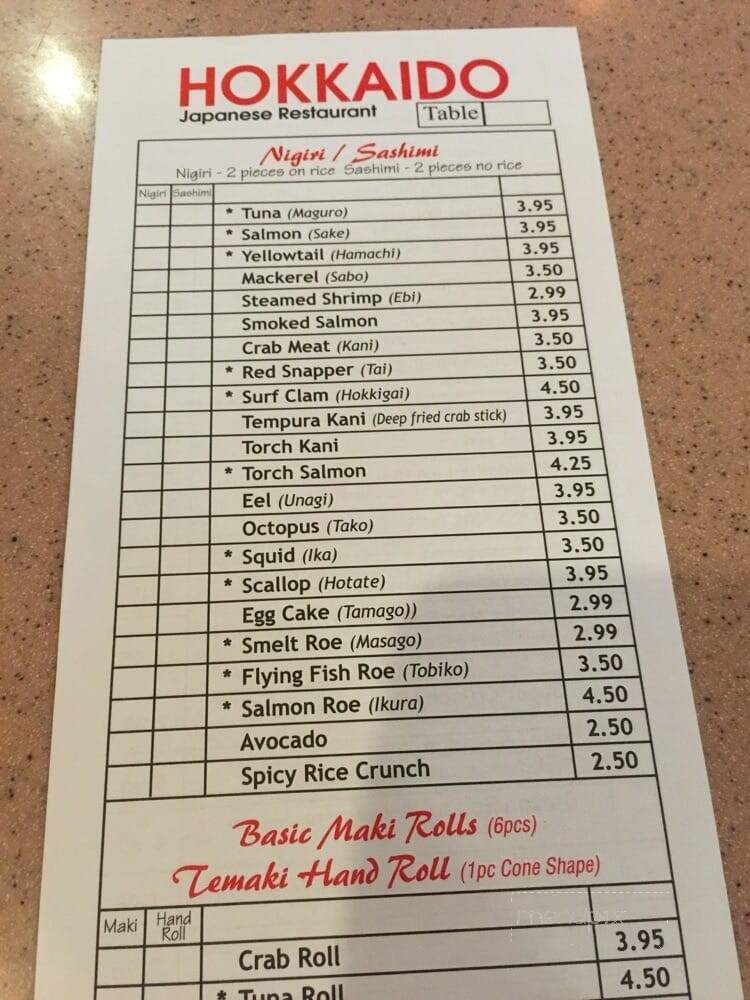 HOKKAIDO
Japanese Restaurant
Table
Nigiri / Sashimi
Nigiri - 2 pieces on rice Sashimi - 2 pieces no rice
Nigiri Sashimi
* Tuna (Maguro) 3.95
* Salmon (Sake) 3.95
* Yellowtail (Hamachi) 3.95
Mackerel (Sabo) 3.50
Steamed Shrimp (Ebi) 2.99
Smoked Salmon 3.95
Crab Meat (Kani) 3.50
* Red Snapper (Tai) 3.50
* Surf Clam (Hokkigai) 4.50
Tempura Kani (Deep fried crab stick) 3.95
Torch Kani 3.95
* Torch Salmon 4.25
Eel (Unagi) 3.95
Octopus (Tako) 3.50
* Squid (Ika) 3.50
* Scallop (Hotate) 3.95
Egg Cake (Tamago)) 2.99
* Smelt Roe (Masago) 2.99
* Flying Fish Roe (Tobiko) 3.50
* Salmon Roe (Ikura) 4.50
Avocado 2.50
Spicy Rice Crunch 2.50
Basic Maki Rolls (6pcs)
Temaki Hand Roll (1pc Cone Shape)
Maki Hand Roll
Crab Roll 3.95
* Tuna Roll 4.50